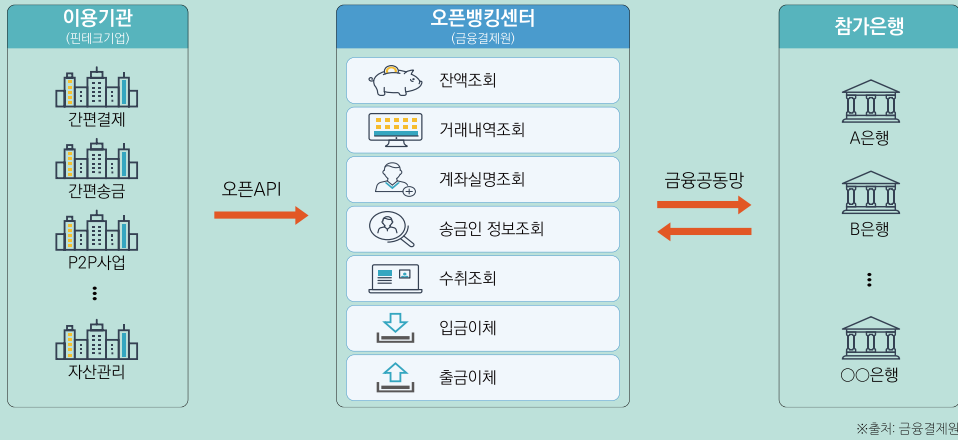 이용기관
(핀테크기업)
간편결제
간편송금
P2P사업
자산관리
오픈API
오픈뱅킹센터
(금융결제원)
잔액조회
거래내역조회
계좌실명조회
송금인 정보조회
수취조회
입금이체
출금이체
금융공동망
참가은행
A은행
B은행
○○은행
※출처: 금융결제원